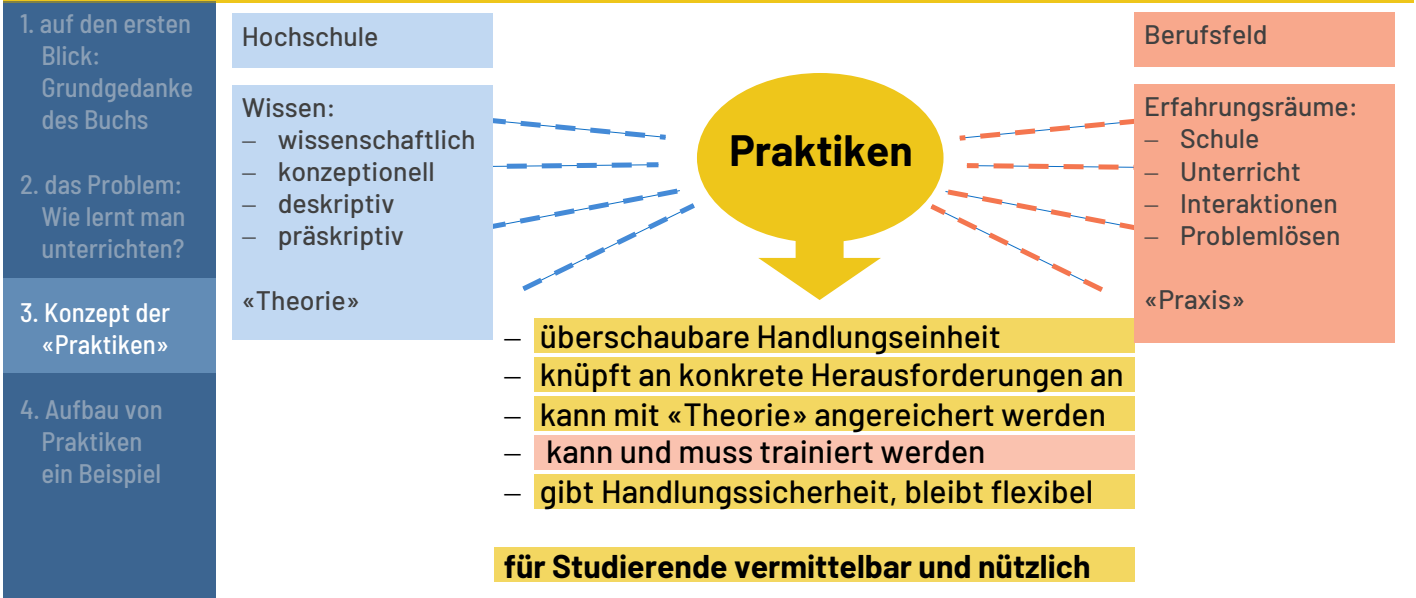 1. auf den ersten
Blick:
Grundgedanke
des Buchs
2. das Problem:
Wie lernt man
unterrichten?
3. Konzept der
«Praktiken»
4. Aufbau von
Praktiken
ein Beispiel
Hochschule
Wissen:
– wissenschaftlich
– konzeptionell
– deskriptiv
– präskriptiv
«Theorie»
Praktiken
Berufsfeld
Erfahrungsräume:
– Schule
– Unterricht
– Interaktionen
– Problemlösen
«Praxis»
– überschaubare Handlungseinheit
– knüpft an konkrete Herausforderungen an
– kann mit «Theorie» angereichert werden
– kann und muss trainiert werden
– gibt Handlungssicherheit, bleibt flexibel
für Studierende vermittelbar und nützlich